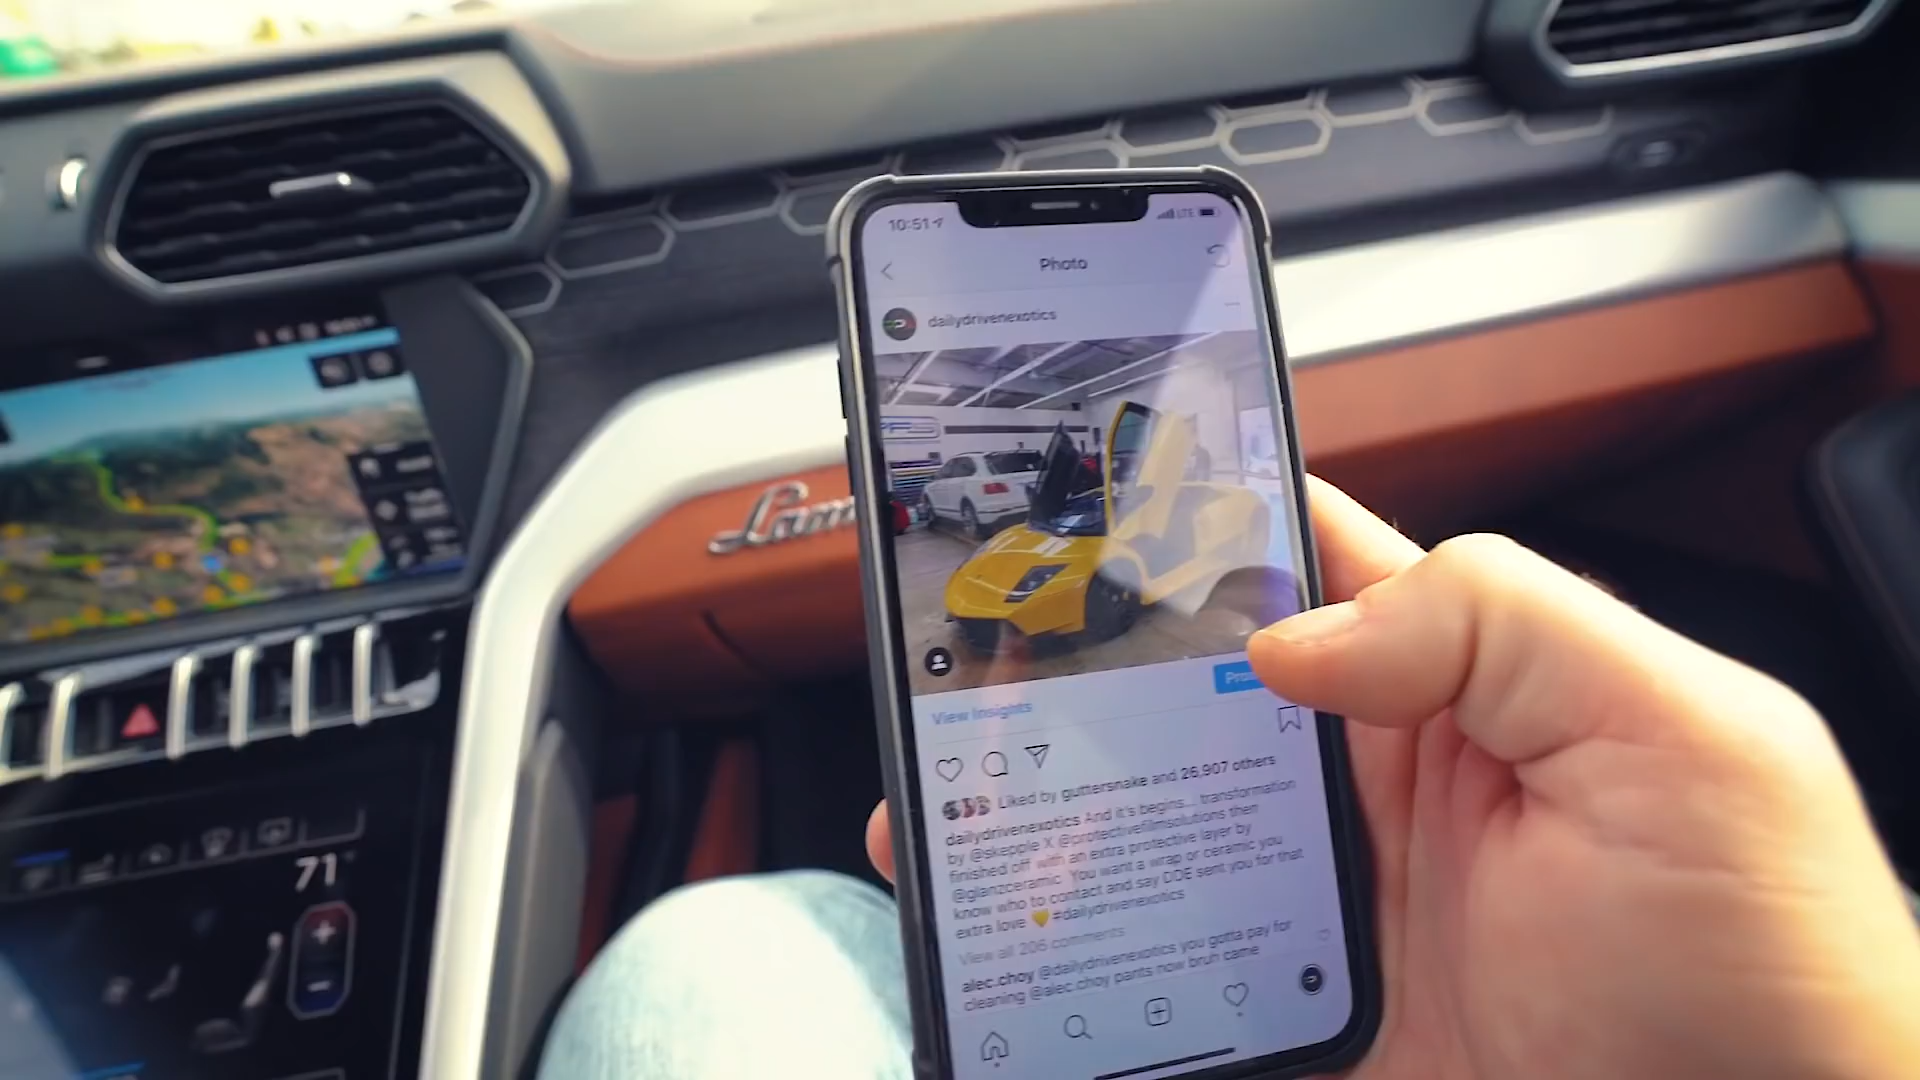 10:51
LTE
Photo
dailydrivenexotics
PFS
View Insights
Liked by guttersnake and 26,907 others
dailydrivenexotics And it's begins... transformation
by @skepple X @protectivefilmsolutions then
finished off with an extra protective layer by
@glanzceramic. You want a wrap or ceramic you
know who to contact and say DDE sent you for that
extra love 💛 #dailydrivenexotics
View all 206 comments
alec.choy @dailydrivenexotics you gotta pay for
cleaning @alec.choy pants now bruh came
Lam
71